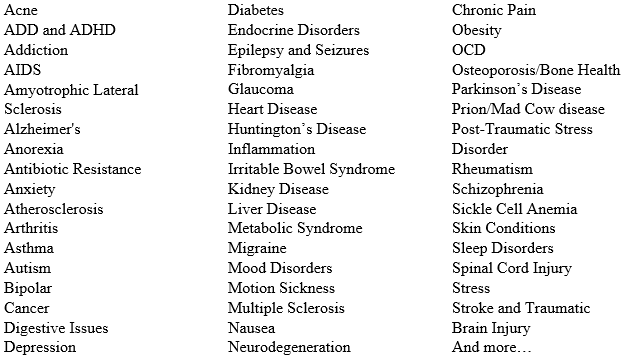 Acne
ADD and ADHD
Addiction
AIDS
Amyotrophic Lateral
Sclerosis
Alzheimer's
Anorexia
Antibiotic Resistance
Anxiety
Atherosclerosis
Arthritis
Asthma
Autism
Bipolar
Cancer
Digestive Issues
Depression
Diabetes
Endocrine Disorders
Epilepsy and Seizures
Fibromyalgia
Glaucoma
Heart Disease
Huntington’s Disease
Inflammation
Irritable Bowel Syndrome
Kidney Disease
Liver Disease
Metabolic Syndrome
Migraine
Mood Disorders
Motion Sickness
Multiple Sclerosis
Nausea
Neurodegeneration
Chronic Pain
Obesity
OCD
Osteoporosis/Bone Health
Parkinson’s Disease
Prion/Mad Cow disease
Post-Traumatic Stress
Disorder
Rheumatism
Schizophrenia
Sickle Cell Anemia
Skin Conditions
Sleep Disorders
Spinal Cord Injury
Stress
Stroke and Traumatic
Brain Injury
And more…